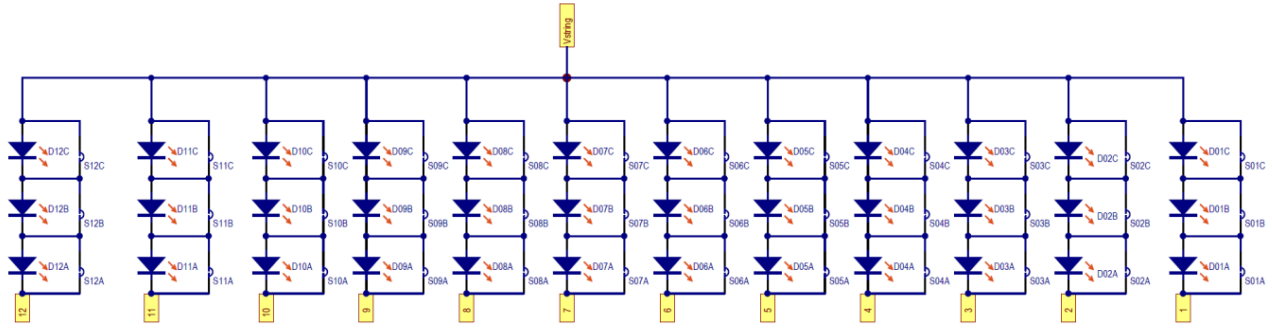 Vstring
D12C D11C D10C D09C D08C D07C D06C D05C D04C D03C D02C D01C
S12C S11C S10C S09C S08C S07C S06C S05C S04C S03C S02C S01C
D12B D11B D10B D09B D08B D07B D06B D05B D04B D03B D02B D01B
S12B S11B S10B S09B S08B S07B S06B S05B S04B S03B S02B S01B
D12A D11A D10A D09A D08A D07A D06A D05A D04A D03A D02A D01A
S12A S11A S10A S09A S08A S07A S06A S05A S04A S03A S02A S01A
12 11 10 9 8 7 6 5 4 3 2 1